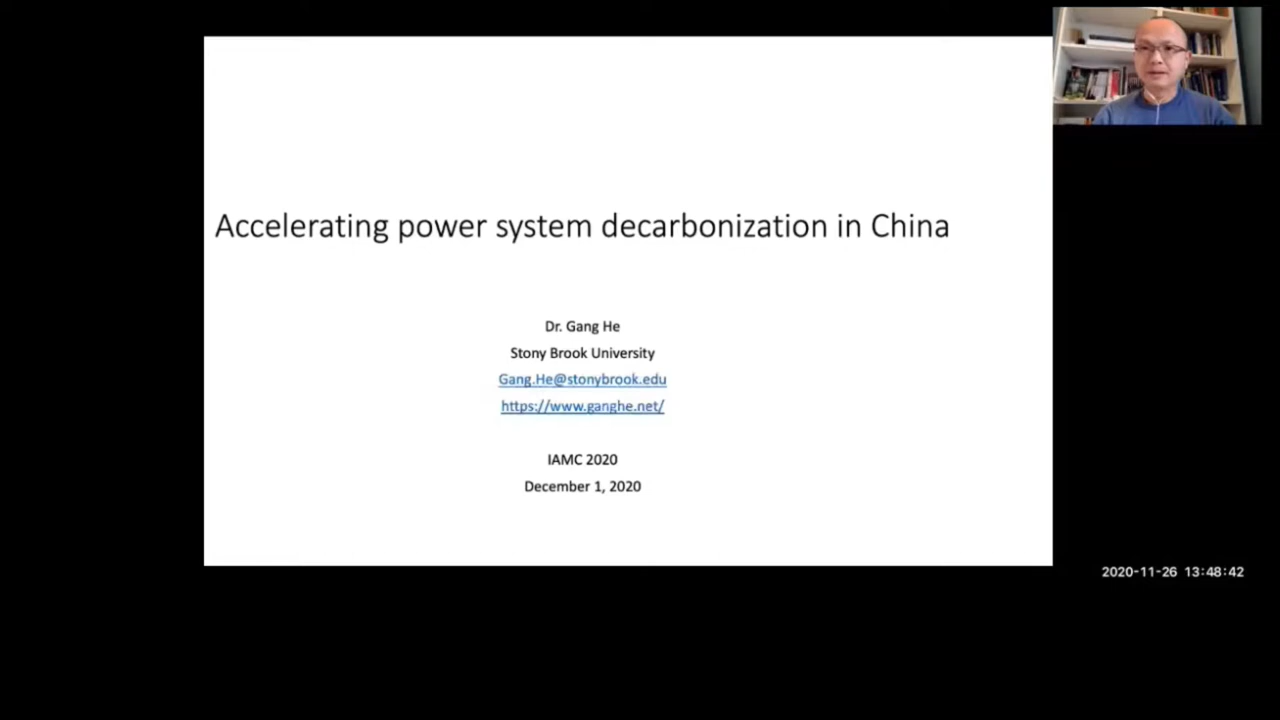 Accelerating power system decarbonization in China
Dr. Gang He
Stony Brook University
Gang.He@stonybrook.edu
https://www.ganghe.net/
IAMC 2020
December 1, 2020
2020-11-26 13:48:42